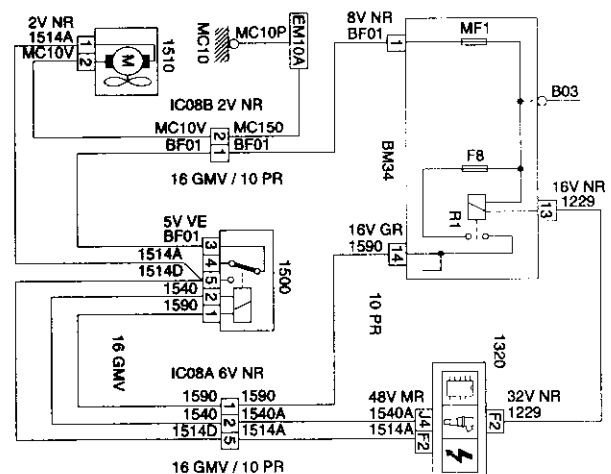 2V NR
1514A
MC10V
1
2
M
1510
MC10
MC10P
EM10A
8V NR
BF01
1
MF1
B03
IC08B 2V NR
MC10V
2
MC150
BF01
1
BF01
16 GMV / 10 PR
BM34
F8
R1
16V NR
1229
13
5V VE
BF01
3
1514A
4
1514D
5
1540
2
1590
1
1500
16V GR
1590
14
16 GMV
10 PR
1320
IC08A 6V NR
1590
1
1590
1540
2
1540A
1514D
5
1514A
16 GMV / 10 PR
48V MR
1540A
J4
1514A
F2
F2
32V NR
1229